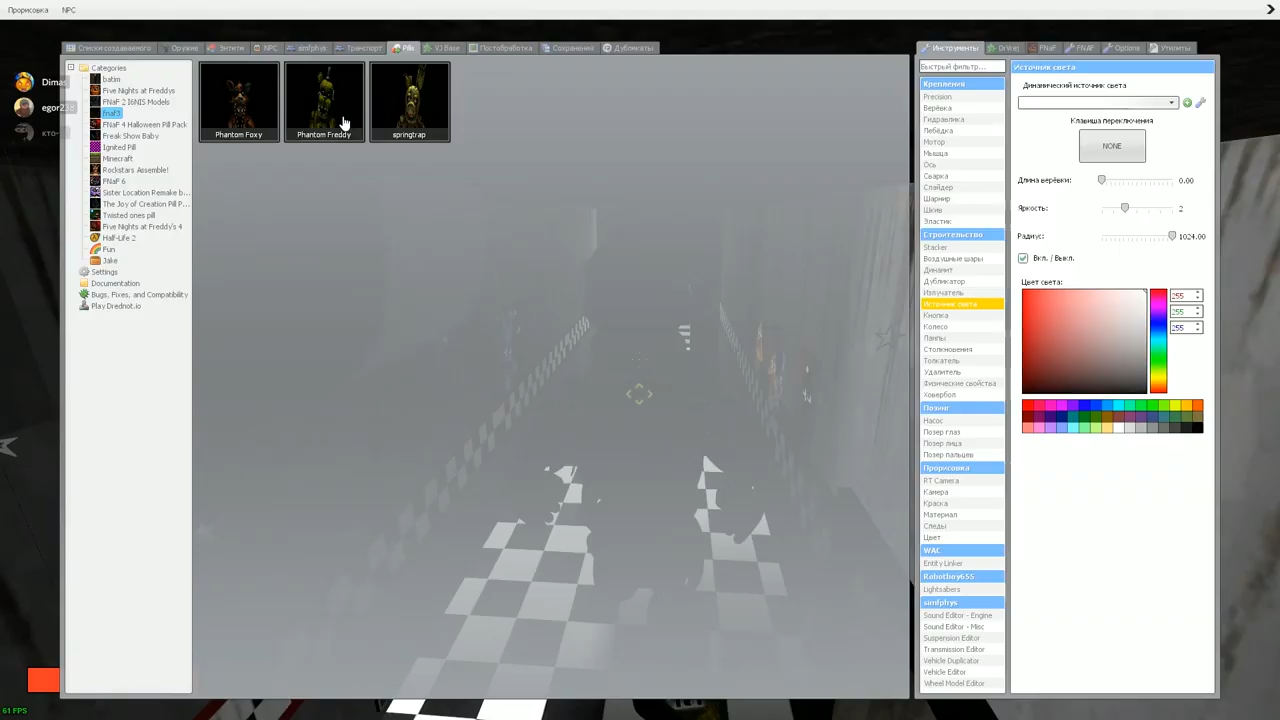 Прорисовка NPC
Списки создаваемого Оружие Энтити NPC simfphys Транспорт Pills VJ Base Постобработка Сохранения Дубликаты
Categories
batim
Five Nights at Freddys
FNaF 2 I6NIS Models
fnaf3
FNAF 4 Halloween Pill Pack
Freak Show Baby
Ignited Pill
Minecraft
Rockstars Assemble!
FNaF 6
Sister Location Remake b...
The Joy of Creation Pill P...
Twisted ones pill
Five Nights at Freddy's 4
Half-Life 2
Fun
Jake
Settings
Documentation
Bugs, Fixes, and Compatibility
Play Drednot.io
Phantom Foxy
Phantom Freddy
springtrap
Dimas
egor238
кто-
61 FPS
Инструменты Drivrej FNaF FNAF Options Утилиты
Быстрый фильтр...
Крепления
Precision
Верёвка
Гидравлика
Лебёдка
Мотор
Мышца
Ось
Сварка
Слайдер
Шарнир
Шкив
Эластик
Строительство
Stacker
Воздушные шары
Динамит
Дубликатор
Излучатель
Источник света
Кнопка
Колесо
Лампы
Столкновения
Толкатель
Удалитель
Физические свойства
Ховербол
Позинг
Насос
Позер глаз
Позер лица
Позер пальцев
Прорисовка
RT Camera
Камера
Краска
Материал
Следы
Цвет
WAC
Entity Linker
Robotboy655
Lightsabers
simfphys
Sound Editor - Engine
Sound Editor - Misc
Suspension Editor
Transmission Editor
Vehicle Duplicator
Vehicle Editor
Wheel Model Editor
Источник света
Динамический источник света
Клавиша переключения
NONE
Длина верёвки: 0.00
Яркость: 2
Радиус: 1024.00
Вкл. / Выкл.
Цвет света:
255
255
255